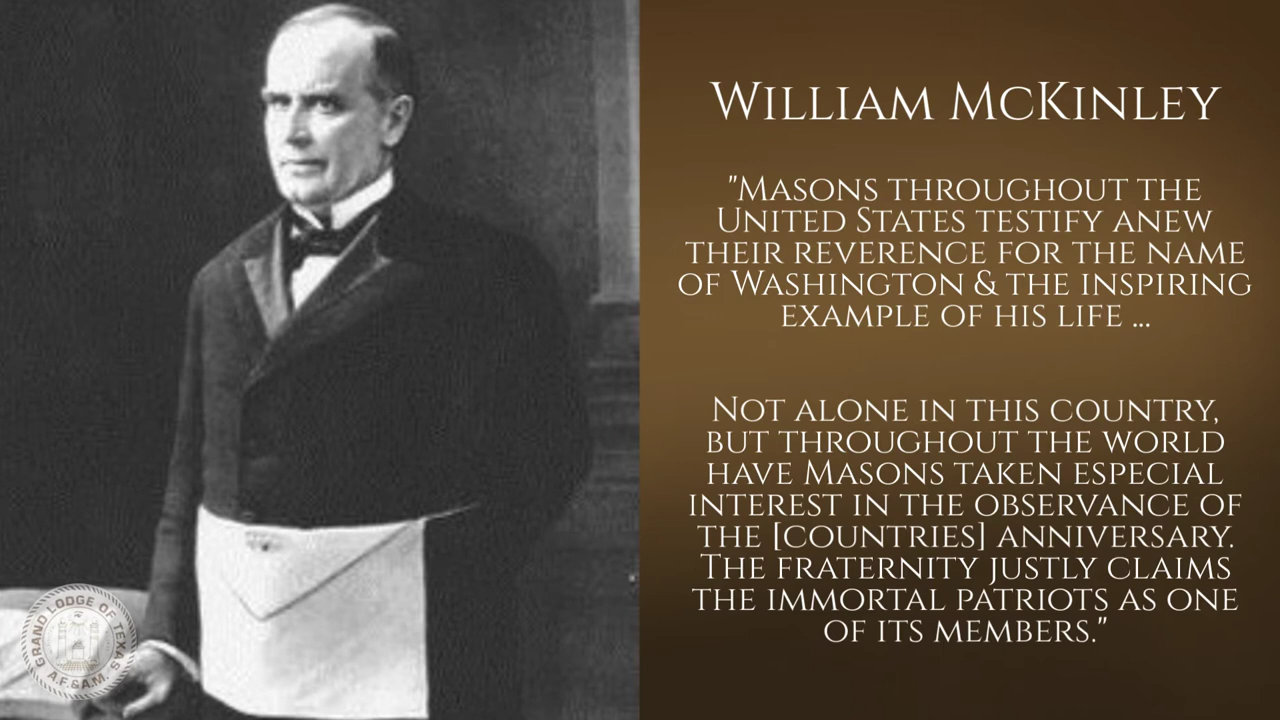 William McKinley
"Masons throughout the
United States testify anew
their reverence for the name
of Washington & the inspiring
example of his life ...
Not alone in this country,
but throughout the world
have Masons taken especial
interest in the observance of
the [countries] anniversary.
The fraternity justly claims
the immortal patriots as one
of its members."
GRAND LODGE OF TEXAS
A.F.&A.M.